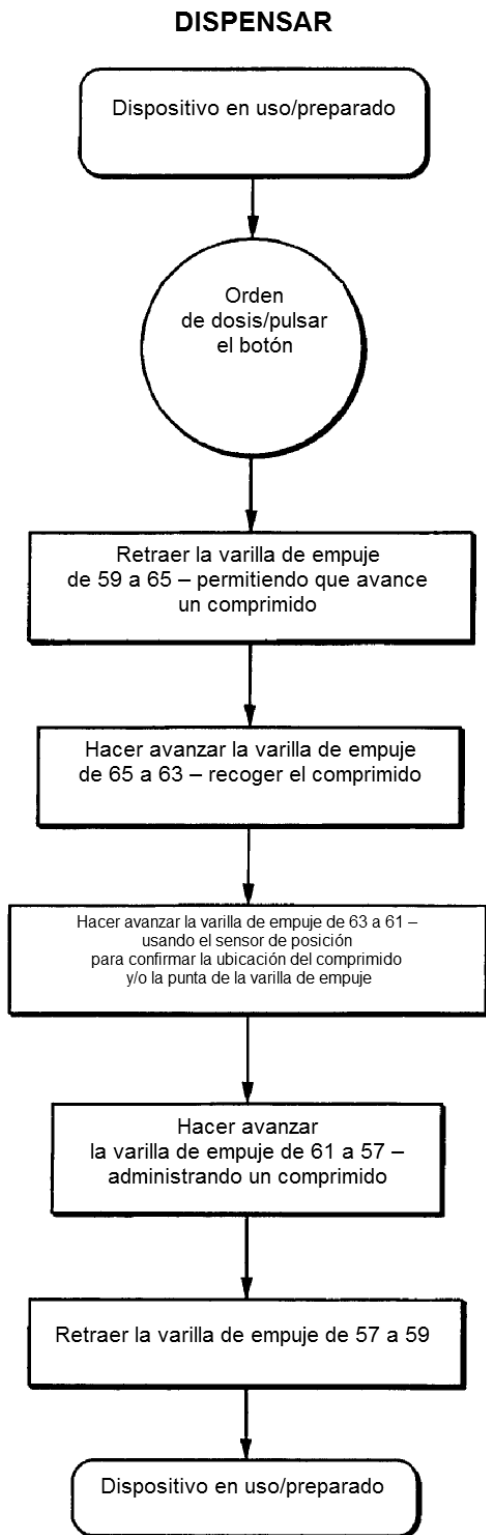 DISPENSAR
Dispositivo en uso/preparado
Orden
de dosis/pulsar
el botón
Retraer la varilla de empuje
de 59 a 65 – permitiendo que avance
un comprimido
Hacer avanzar la varilla de empuje
de 65 a 63 – recoger el comprimido
Hacer avanzar la varilla de empuje de 63 a 61 –
usando el sensor de posición
para confirmar la ubicación del comprimido
y/o la punta de la varilla de empuje
Hacer avanzar
la varilla de empuje de 61 a 57 –
administrando un comprimido
Retraer la varilla de empuje de 57 a 59
Dispositivo en uso/preparado